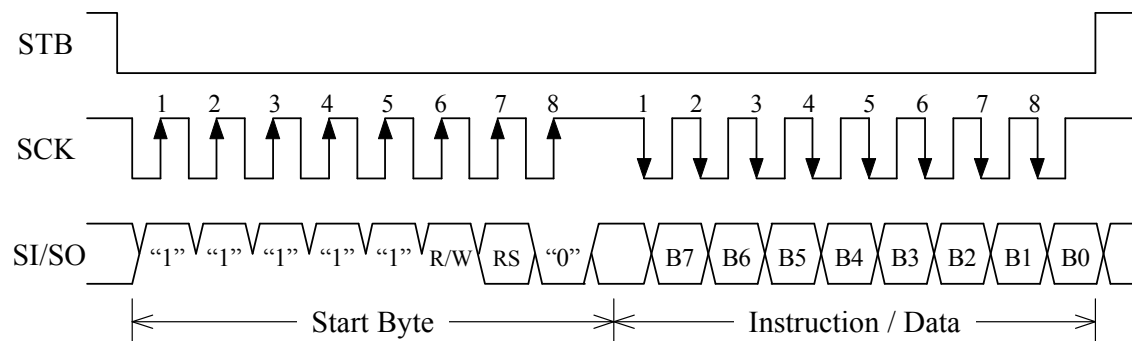 STB
1 2 3 4 5 6 7 8 1 2 3 4 5 6 7 8
SCK
SI/SO “1” “1” “1” “1” “1” R/W RS “0” B7 B6 B5 B4 B3 B2 B1 B0
Start Byte Instruction / Data